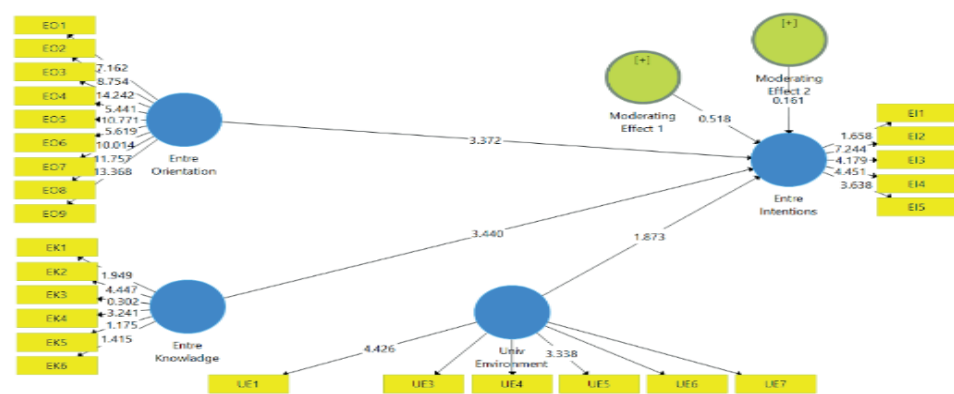 EO1
EO2
EO3
EO4
EO5
EO6
EO7
EO8
EO9
7.162
8.754
14.242
5.441
10.771
5.619
10.014
11.757
13.368
Entre
Orientation
3.372
[+]
Moderating
Effect 1
0.518
[+]
Moderating
Effect 2
0.161
Entre
Intentions
1.658
7.244
4.179
4.451
3.638
EI1
EI2
EI3
EI4
EI5
EK1
EK2
EK3
EK4
EK5
EK6
1.949
4.447
0.302
3.241
1.175
1.415
Entre
Knowladge
3.440
1.873
Univ
Environment
4.426
3.338
UE1
UE3
UE4
UE5
UE6
UE7